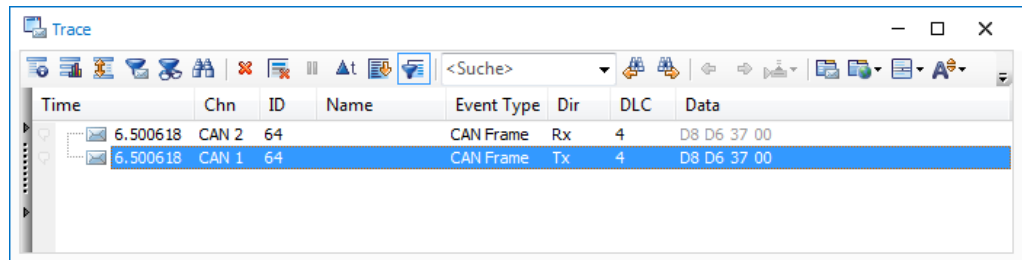 Trace
Δt <Suche>
Time Chn ID Name Event Type Dir DLC Data
6.500618 CAN 2 64 CAN Frame Rx 4 D8 D6 37 00
6.500618 CAN 1 64 CAN Frame Tx 4 D8 D6 37 00